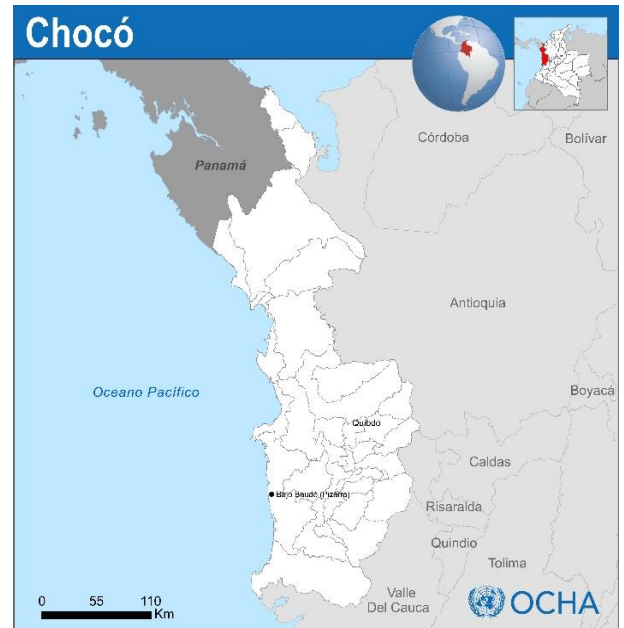 Chocó
Córdoba
Bolívar
Panamá
Antioquia
Oceano Pacífico
Boyacá
Quibdó
Caldas
Bajo Baudó (Pizarro)
Risaralda
Quindio
Tolima
Valle
Del Cauca
0 55 110
Km
OCHA